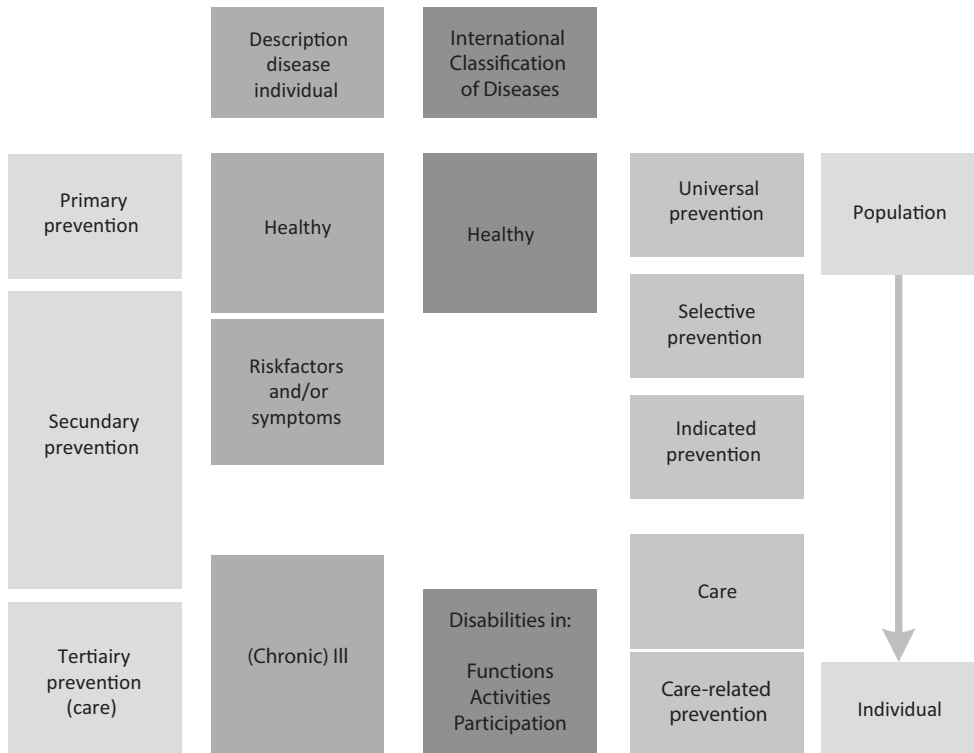 Description
disease
individual
International
Classification
of Diseases
Primary
prevention
Healthy
Healthy
Universal
prevention
Population
Selective
prevention
Secundary
prevention
Riskfactors
and/or
symptoms
Indicated
prevention
Care
Tertiairy
prevention
(care)
(Chronic) Ill
Disabilities in:
Functions
Activities
Participation
Care-related
prevention
Individual